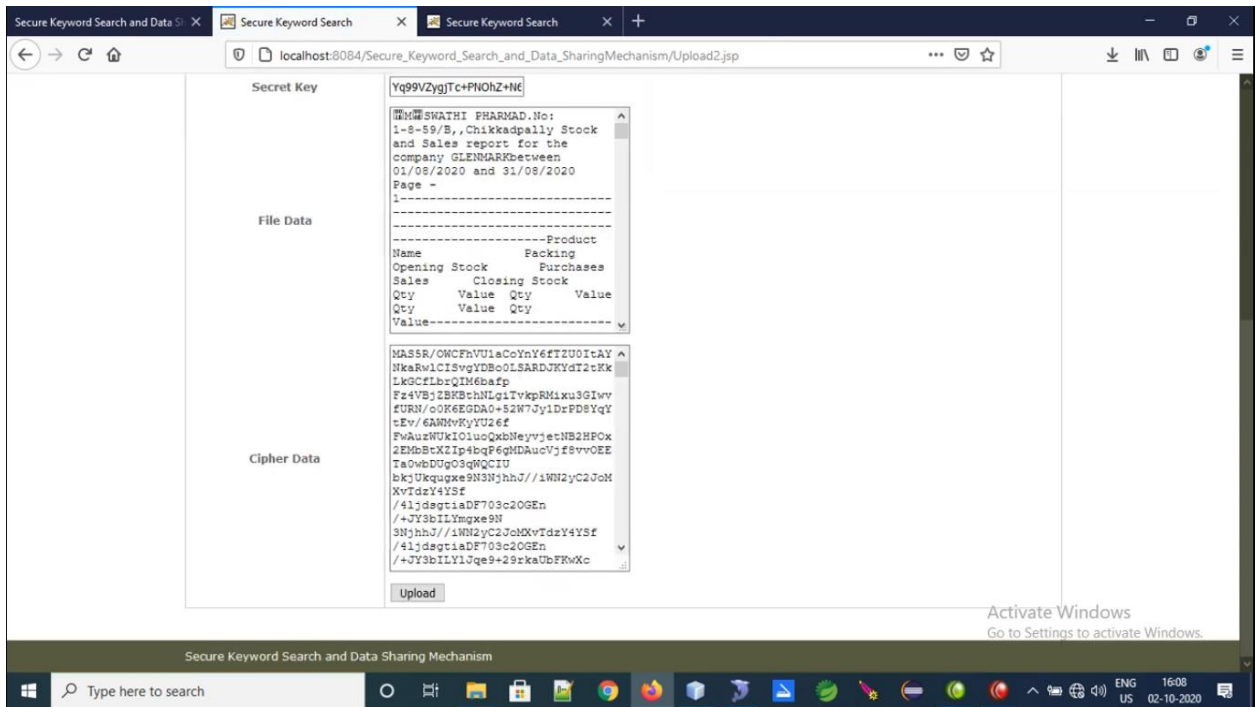 Secure Keyword Search and Data Sh
Secure Keyword Search
Secure Keyword Search
localhost:8084/Secure_Keyword_Search_and_Data_SharingMechanism/Upload2.jsp
Secret Key
Yq99VZygjTc+PNOhZ+N6
File Data
SWATHI PHARMAD.No:
1-8-59/B,,Chikkadpally Stock
and Sales report for the
company GLENMARKbetween
01/08/2020 and 31/08/2020
Page -
1----------------------------
-----------------------------
-----------------------------
--------------------Product
Name Packing
Opening Stock Purchases
Sales Closing Stock
Qty Value Qty Value
Qty Value Qty
Value------------------------
Cipher Data
MAS5R/OWCFhVU1aCoYnY6fTZU0ItAY
NkaRwlCISvgYDBo0LSARDJKYdT2tKk
LkGCfLbrQIM6bafp
Fz4VBjZBKBthNLgiTvkpRMixu3GIwv
fURN/o0K6EGDA0+52W7Jy1DrPD8YqY
tEv/6AWMvKyYU26f
FwAuzWUkIO1uoQxbNeyvjetNB2HPOx
2EMbBtXZIp4bqP6gMDAucVjf8vvOEE
Ta0wbDUgO3qWQCIU
bkjUkqugxe9N3NjhhJ//iWN2yC2JoM
XvTdzY4YSf
/4ljdsgtiaDF703c2OGEn
/+JY3bILYmgxe9N
3NjhhJ//iWN2yC2JoMXvTdzY4YSf
/4ljdsgtiaDF703c2OGEn
/+JY3bILYlJqe9+29rkaUbFKwXc
Upload
Activate Windows
Go to Settings to activate Windows.
Secure Keyword Search and Data Sharing Mechanism
Type here to search
ENG 16:08
US 02-10-2020